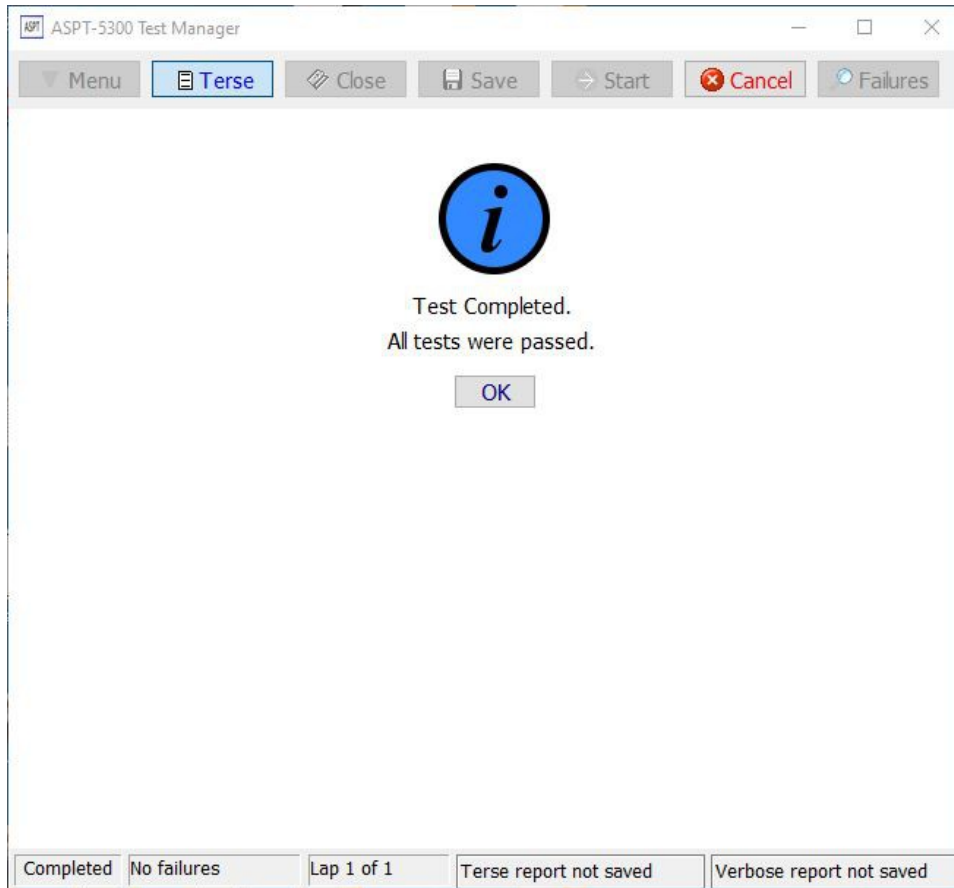 ASPT ASPT-5300 Test Manager
Menu Terse Close Save Start Cancel Failures
i
Test Completed.
All tests were passed.
OK
Completed No failures Lap 1 of 1 Terse report not saved Verbose report not saved